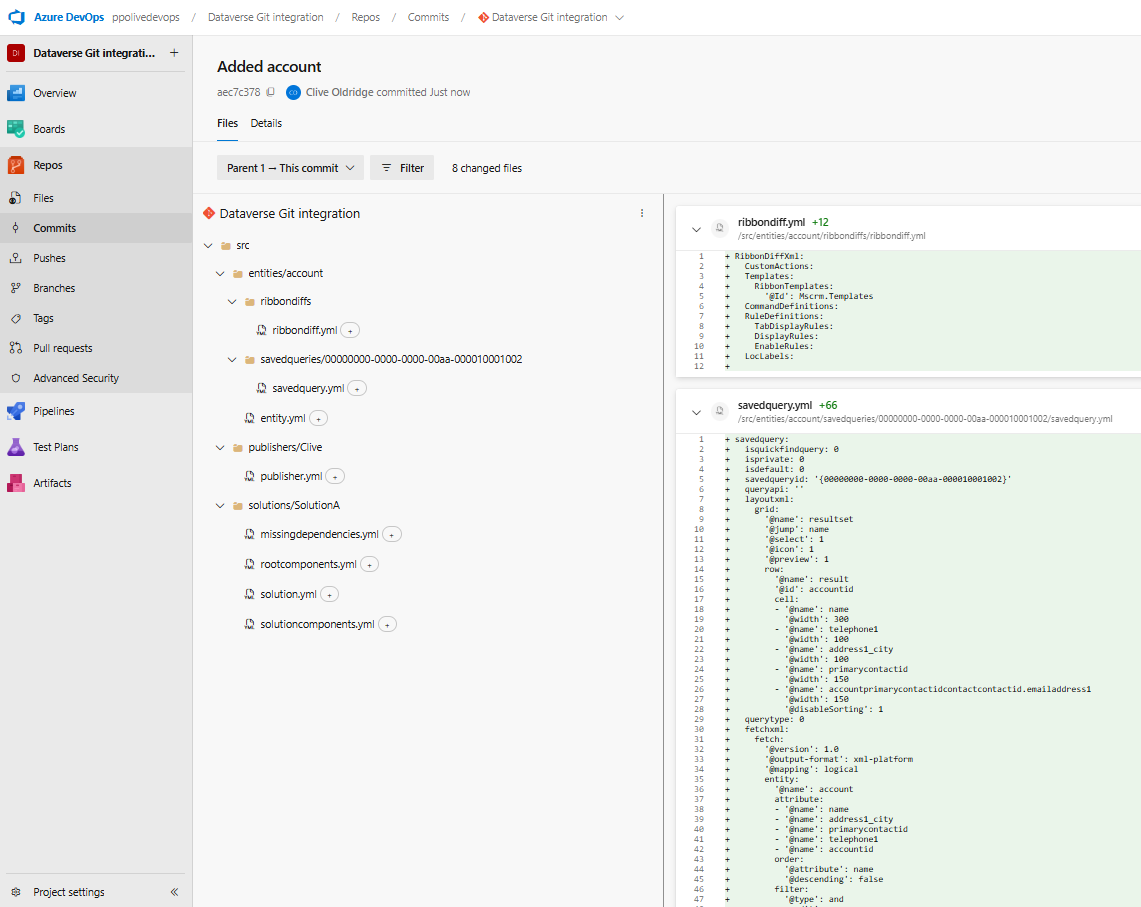 Azure DevOps ppolivedevops / Dataverse Git integration / Repos / Commits / Dataverse Git integration
DI Dataverse Git integrati... +
Overview
Boards
Repos
Files
Commits
Pushes
Branches
Tags
Pull requests
Advanced Security
Pipelines
Test Plans
Artifacts
Project settings
Added account
aec7c378 CO Clive Oldridge committed Just now
Files Details
Parent 1 → This commit Filter 8 changed files
Dataverse Git integration
src
entities/account
ribbondiffs
ribbondiff.yml +
savedqueries/00000000-0000-0000-00aa-000010001002
savedquery.yml +
entity.yml +
publishers/Clive
publisher.yml +
solutions/SolutionA
missingdependencies.yml +
rootcomponents.yml +
solution.yml +
solutioncomponents.yml +
ribbondiff.yml +12
/src/entities/account/ribbondiffs/ribbondiff.yml
1 + RibbonDiffXml:
2 + CustomActions:
3 + Templates:
4 + RibbonTemplates:
5 + '@Id': Mscrm.Templates
6 + CommandDefinitions:
7 + RuleDefinitions:
8 + TabDisplayRules:
9 + DisplayRules:
10 + EnableRules:
11 + LocLabels:
12 +
savedquery.yml +66
/src/entities/account/savedqueries/00000000-0000-0000-00aa-000010001002/savedquery.yml
1 + savedquery:
2 + isquickfindquery: 0
3 + isprivate: 0
4 + isdefault: 0
5 + savedqueryid: '{00000000-0000-0000-00aa-000010001002}'
6 + queryapi: ''
7 + layoutxml:
8 + grid:
9 + '@name': resultset
10 + '@jump': name
11 + '@select': 1
12 + '@icon': 1
13 + '@preview': 1
14 + row:
15 + '@name': result
16 + '@id': accountid
17 + cell:
18 + - '@name': name
19 + '@width': 300
20 + - '@name': telephone1
21 + '@width': 100
22 + - '@name': address1_city
23 + '@width': 100
24 + - '@name': primarycontactid
25 + '@width': 150
26 + - '@name': accountprimarycontactidcontactcontactid.emailaddress1
27 + '@width': 150
28 + '@disableSorting': 1
29 + querytype: 0
30 + fetchxml:
31 + fetch:
32 + '@version': 1.0
33 + '@output-format': xml-platform
34 + '@mapping': logical
35 + entity:
36 + '@name': account
37 + attribute:
38 + - '@name': name
39 + - '@name': address1_city
40 + - '@name': primarycontactid
41 + - '@name': telephone1
42 + - '@name': accountid
43 + order:
44 + '@attribute': name
45 + '@descending': false
46 + filter:
47 + '@type': and